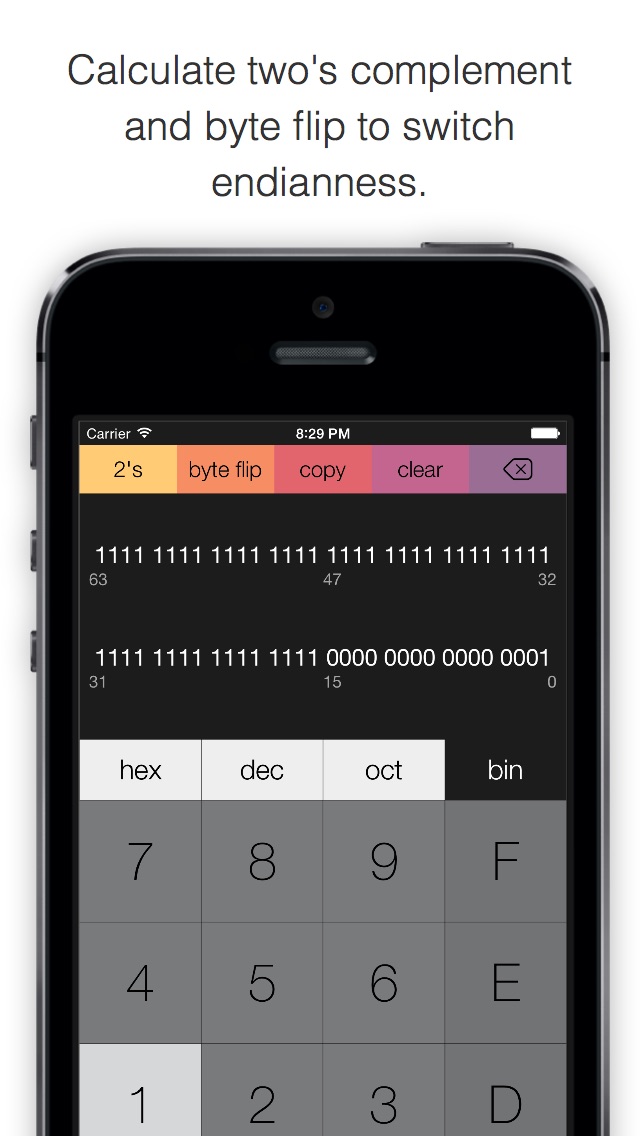 Calculate two's complement
and byte flip to switch
endianness.
Carrier 8:29 PM
2's byte flip copy clear
1111 1111 1111 1111 1111 1111 1111 1111
63 47 32
1111 1111 1111 1111 0000 0000 0000 0001
31 15 0
hex dec oct bin
7 8 9 F
4 5 6 E
1 2 3 D